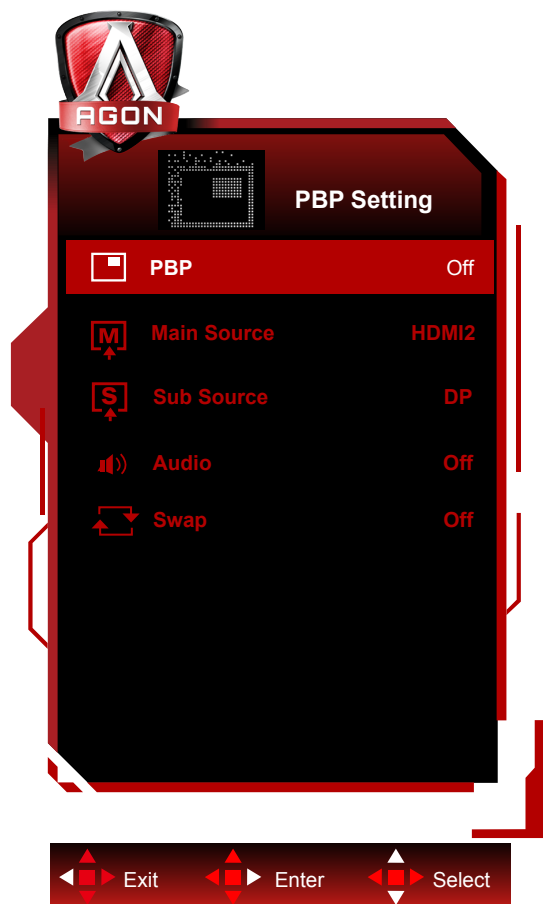 AGON
PBP Setting
PBP Off
M Main Source HDMI2
S Sub Source DP
Audio Off
Swap Off
Exit Enter Select